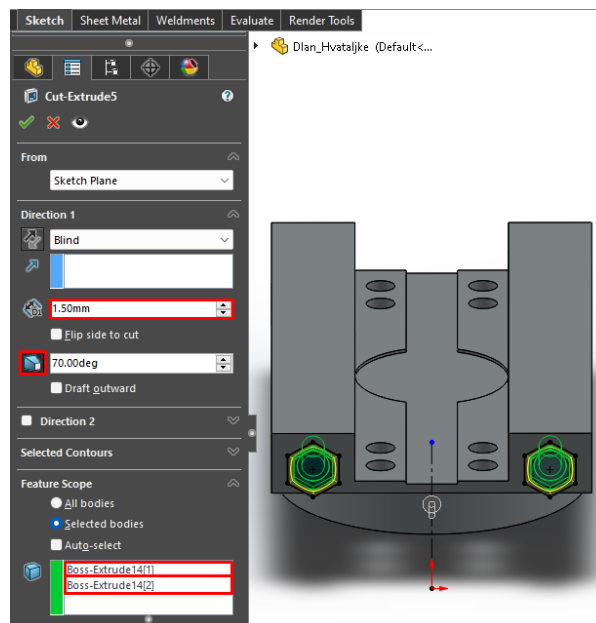 Sketch Sheet Metal Weldments Evaluate Render Tools
Dlan_Hvataljke (Default<...
Cut-Extrude5
From
Sketch Plane
Direction 1
Blind
1.50mm
Flip side to cut
70.00deg
Draft outward
Direction 2
Selected Contours
Feature Scope
All bodies
Selected bodies
Auto-select
Boss-Extrude14[1]
Boss-Extrude14[2]